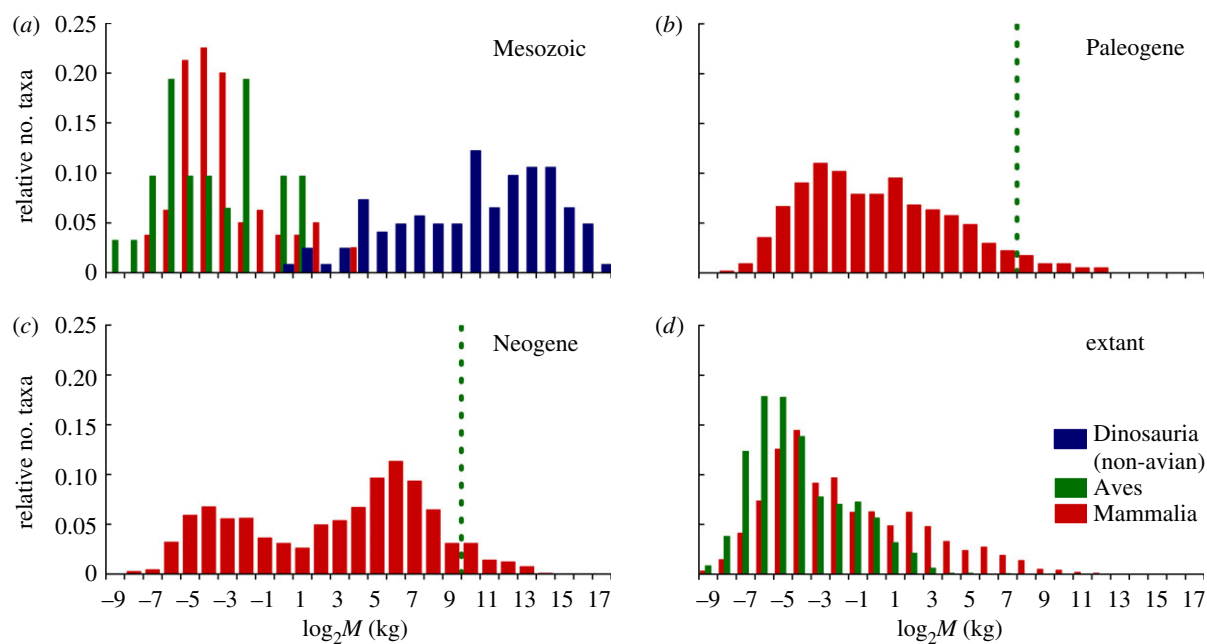 (a)
Mesozoic
(b)
Paleogene
relative no. taxa
0.25
0.20
0.15
0.10
0.05
0
(c)
Neogene
(d)
extant
relative no. taxa
0.25
0.20
0.15
0.10
0.05
0
Dinosauria
(non-avian)
Aves
Mammalia
–9 –7 –5 –3 –1 1 3 5 7 9 11 13 15 17
log₂M (kg)
–9 –7 –5 –3 –1 1 3 5 7 9 11 13 15 17
log₂M (kg)